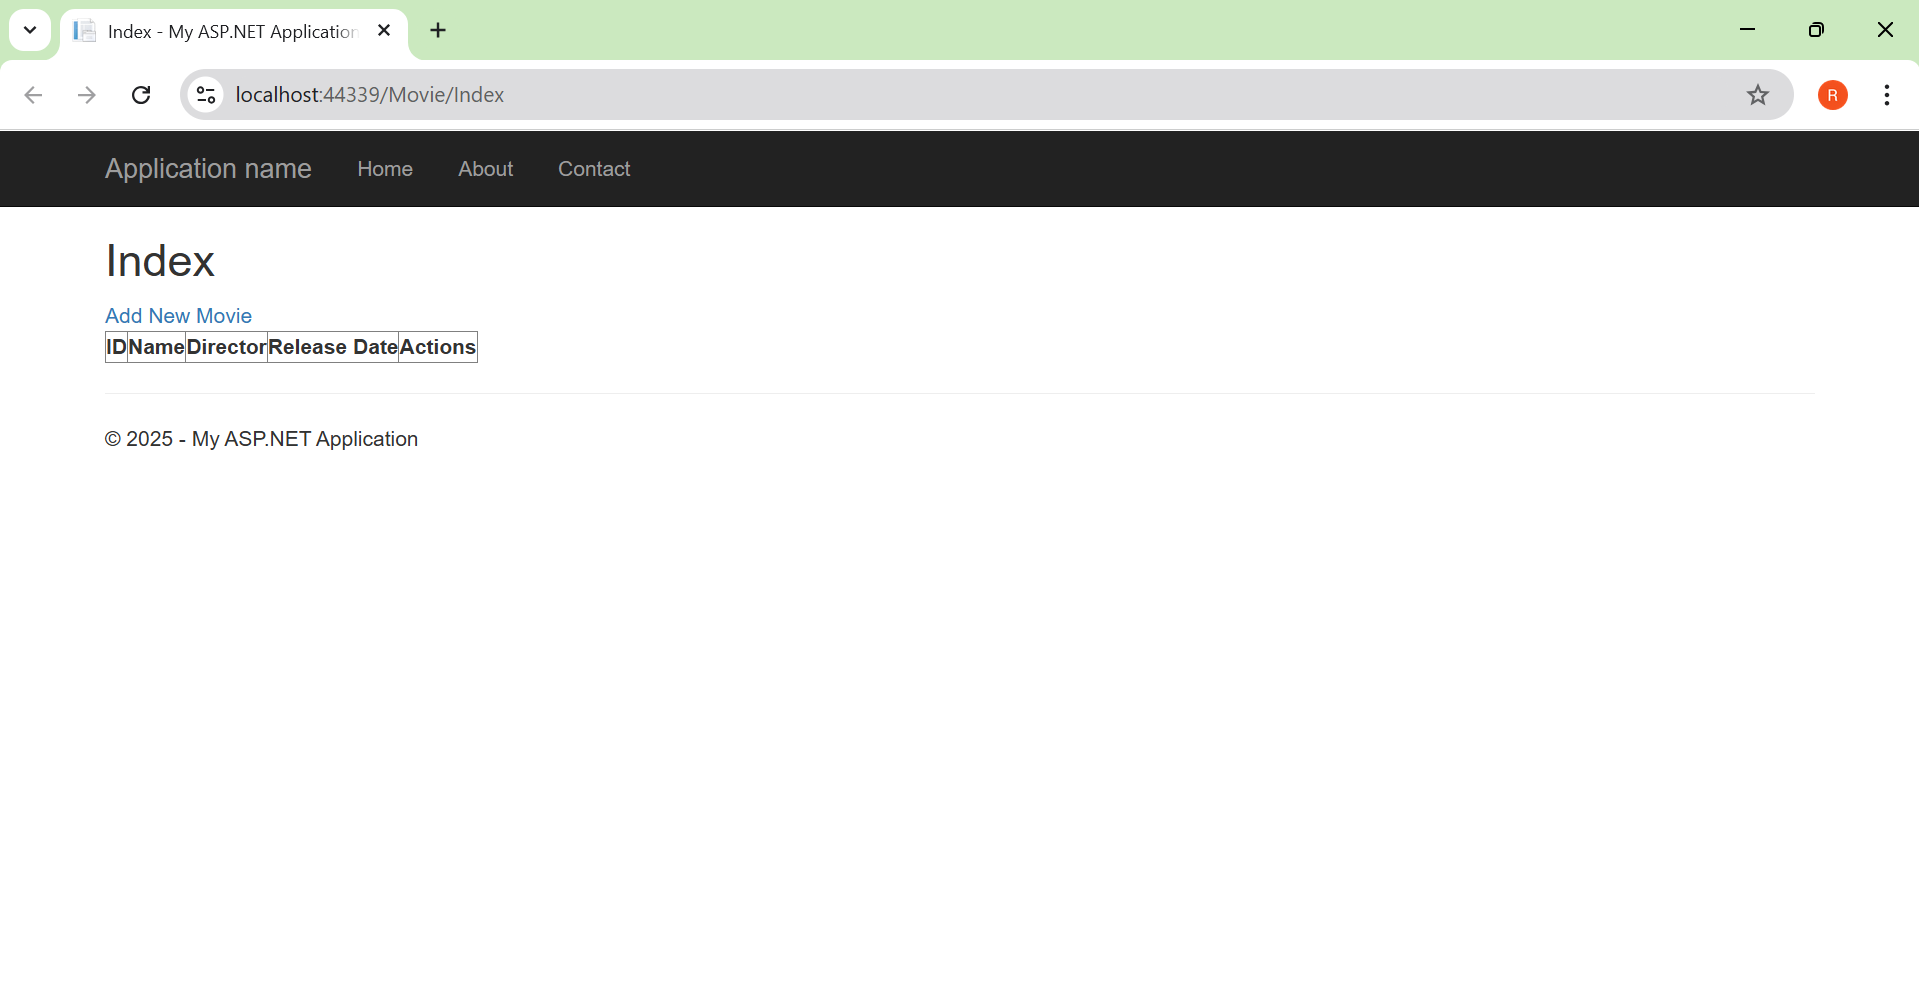 Index - My ASP.NET Application
localhost:44339/Movie/Index
R
Application name Home About Contact
Index
Add New Movie
ID Name Director Release Date Actions
© 2025 - My ASP.NET Application